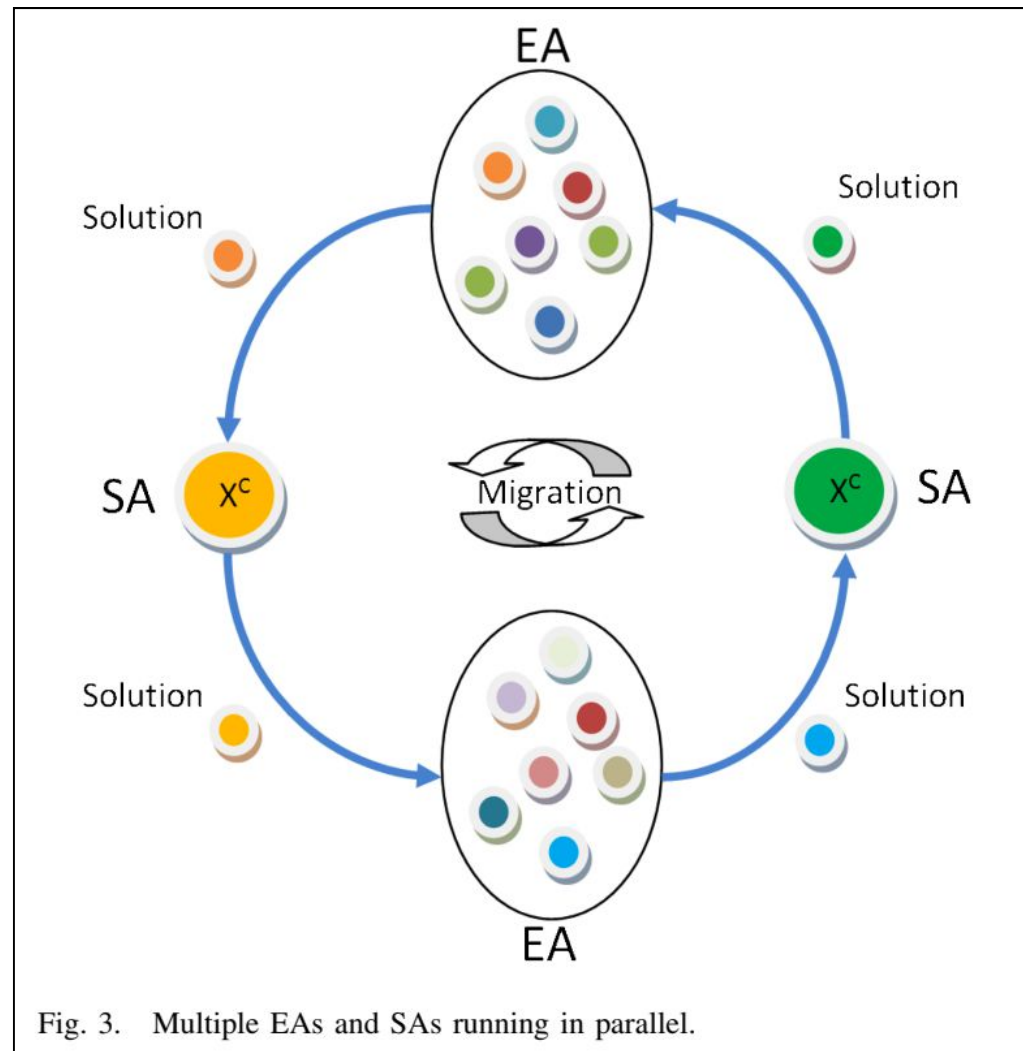 EA
Solution
Solution
SA
X^C
Migration
X^C
SA
Solution
Solution
EA
Fig. 3. Multiple EAs and SAs running in parallel.